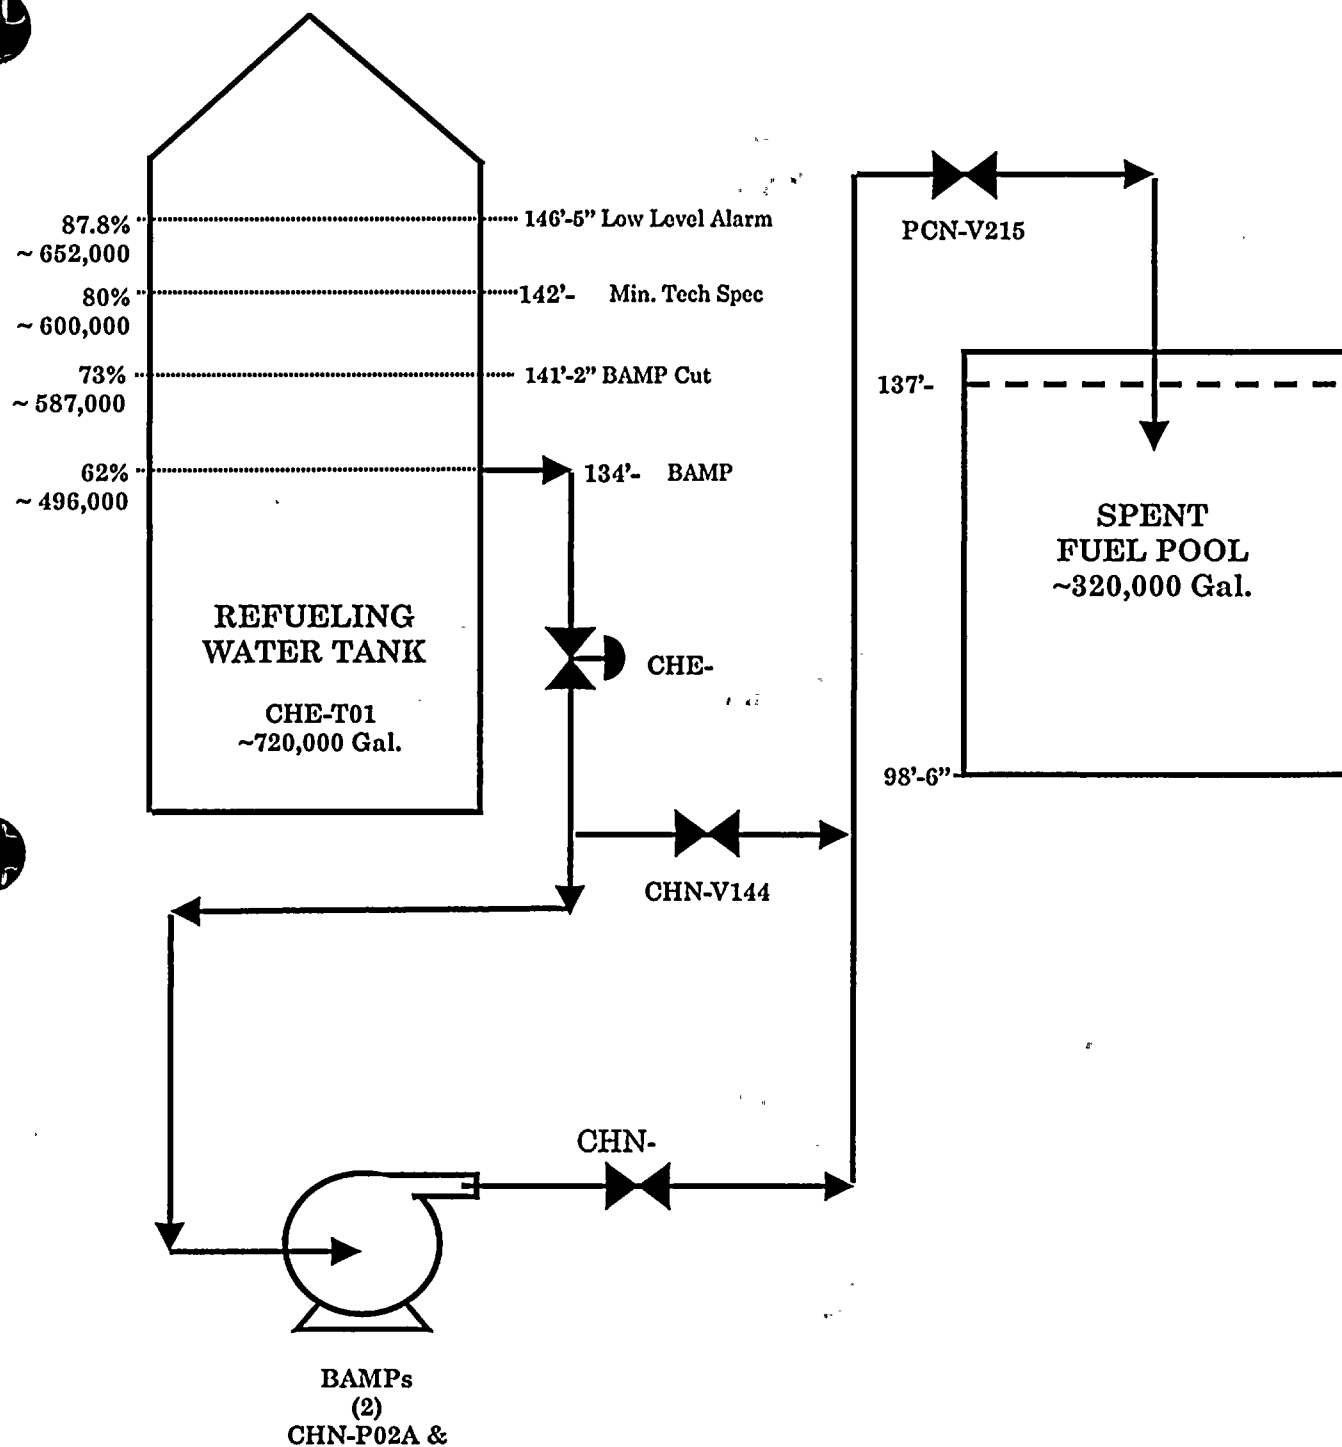 87.8%
~ 652,000
146'-5" Low Level Alarm
80%
~ 600,000
142'- Min. Tech Spec
73%
~ 587,000
141'-2" BAMP Cut
62%
~ 496,000
134'- BAMP
REFUELING
WATER TANK
CHE-T01
~720,000 Gal.
CHE-
CHN-V144
PCN-V215
137'-
SPENT
FUEL POOL
~320,000 Gal.
98'-6"
CHN-
BAMPs
(2)
CHN-P02A &